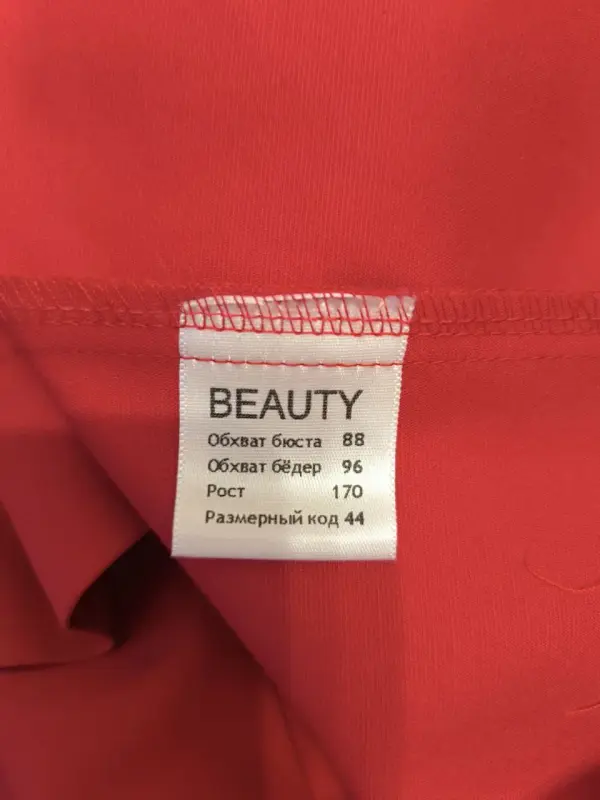 BEAUTY
Обхват бюста 88
Обхват бёдер 96
Рост 170
Размерный код 44